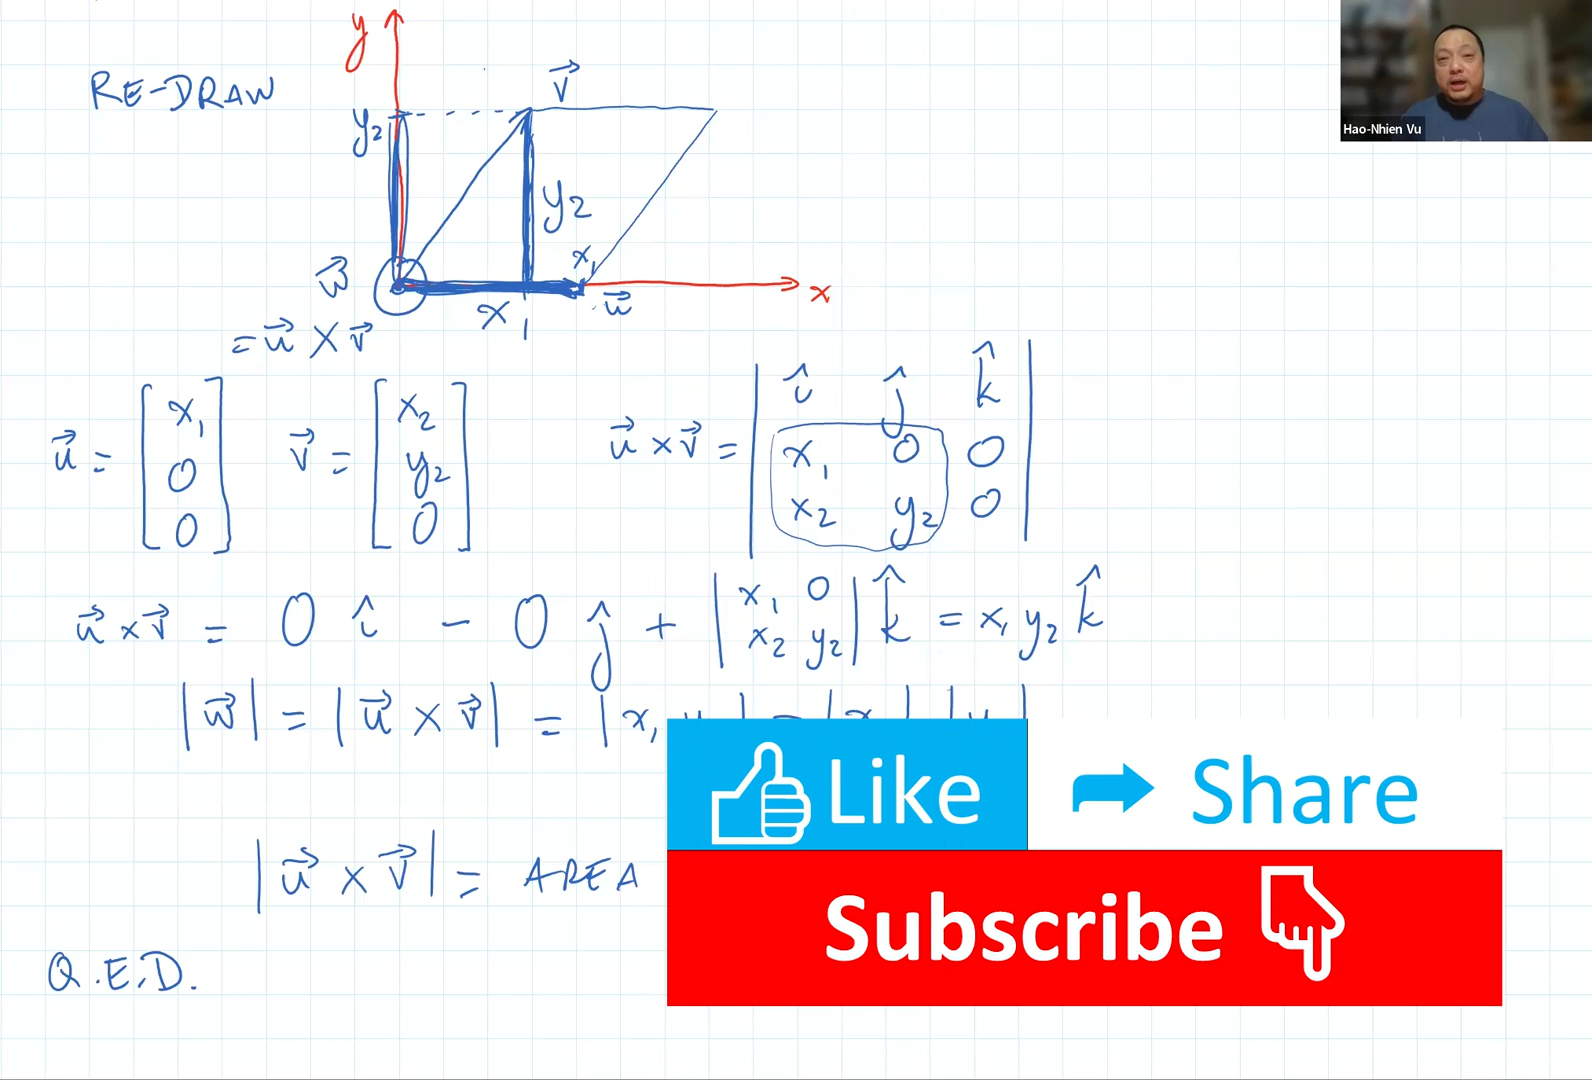 y
RE-DRAW
v⃗
Hao-Nhien Vu
y₂
y₂
x₁
w⃗
x₁
u⃗
x
= u⃗ × v⃗
u⃗ = [x₁ 0 0] v⃗ = [x₂ y₂ 0] u⃗ × v⃗ = | î ĵ k̂
x₁ 0 0
x₂ y₂ 0 |
u⃗ × v⃗ = 0 î − 0 ĵ + | x₁ 0
x₂ y₂ | k̂ = x₁ y₂ k̂
|w⃗| = |u⃗ × v⃗| = | x₁
Like Share
|u⃗ × v⃗| = AREA
Subscribe
Q.E.D.